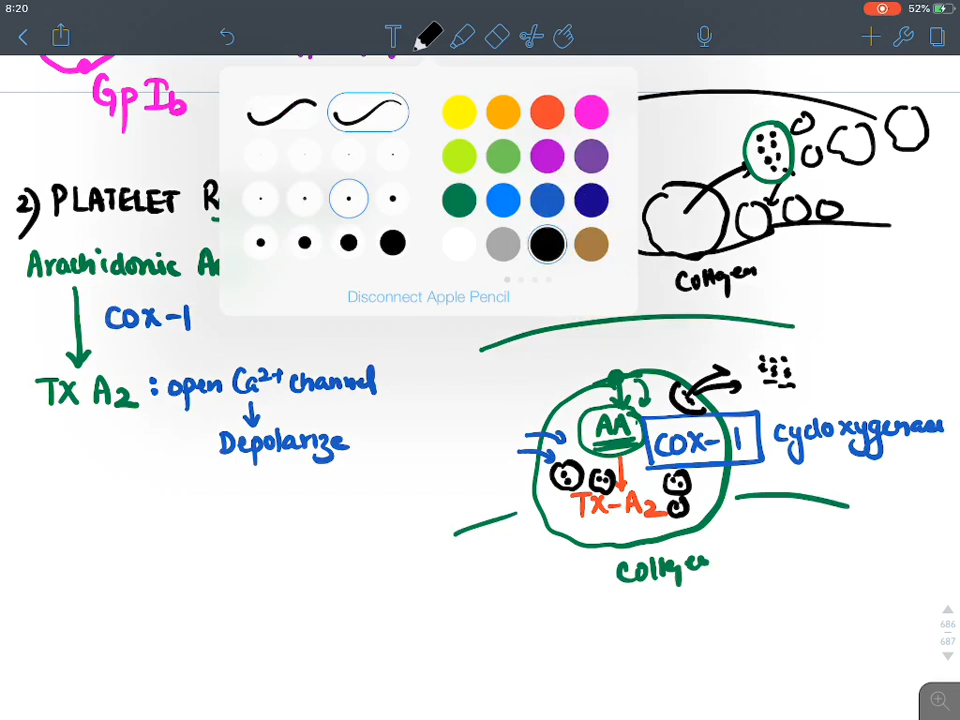 8:20
52%
T
Gp Ib
Disconnect Apple Pencil
2) PLATELET R
Arachidonic A
COX-1
TX A2 : open Ca2+ channel
Depolarize
Collagen
AA
COX-1
cycloxygenase
TX-A2
Collagen
686
687